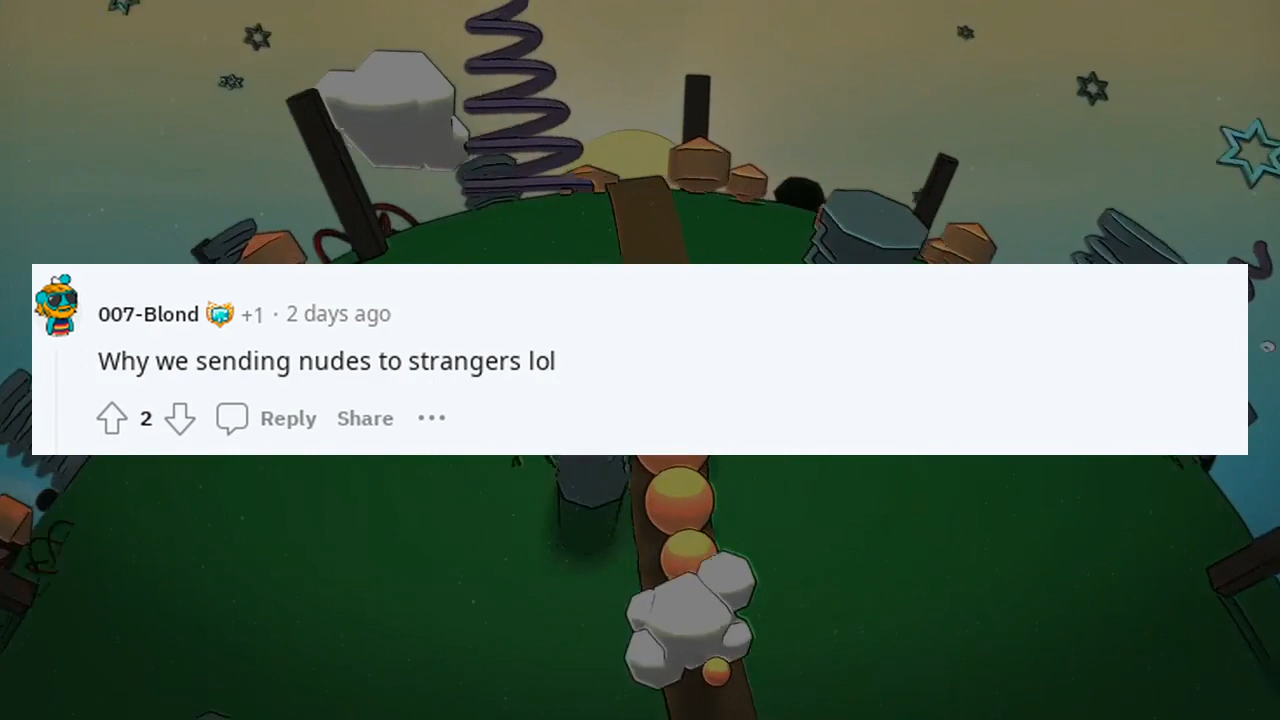 007-Blond +1 · 2 days ago
Why we sending nudes to strangers lol
2 Reply Share •••